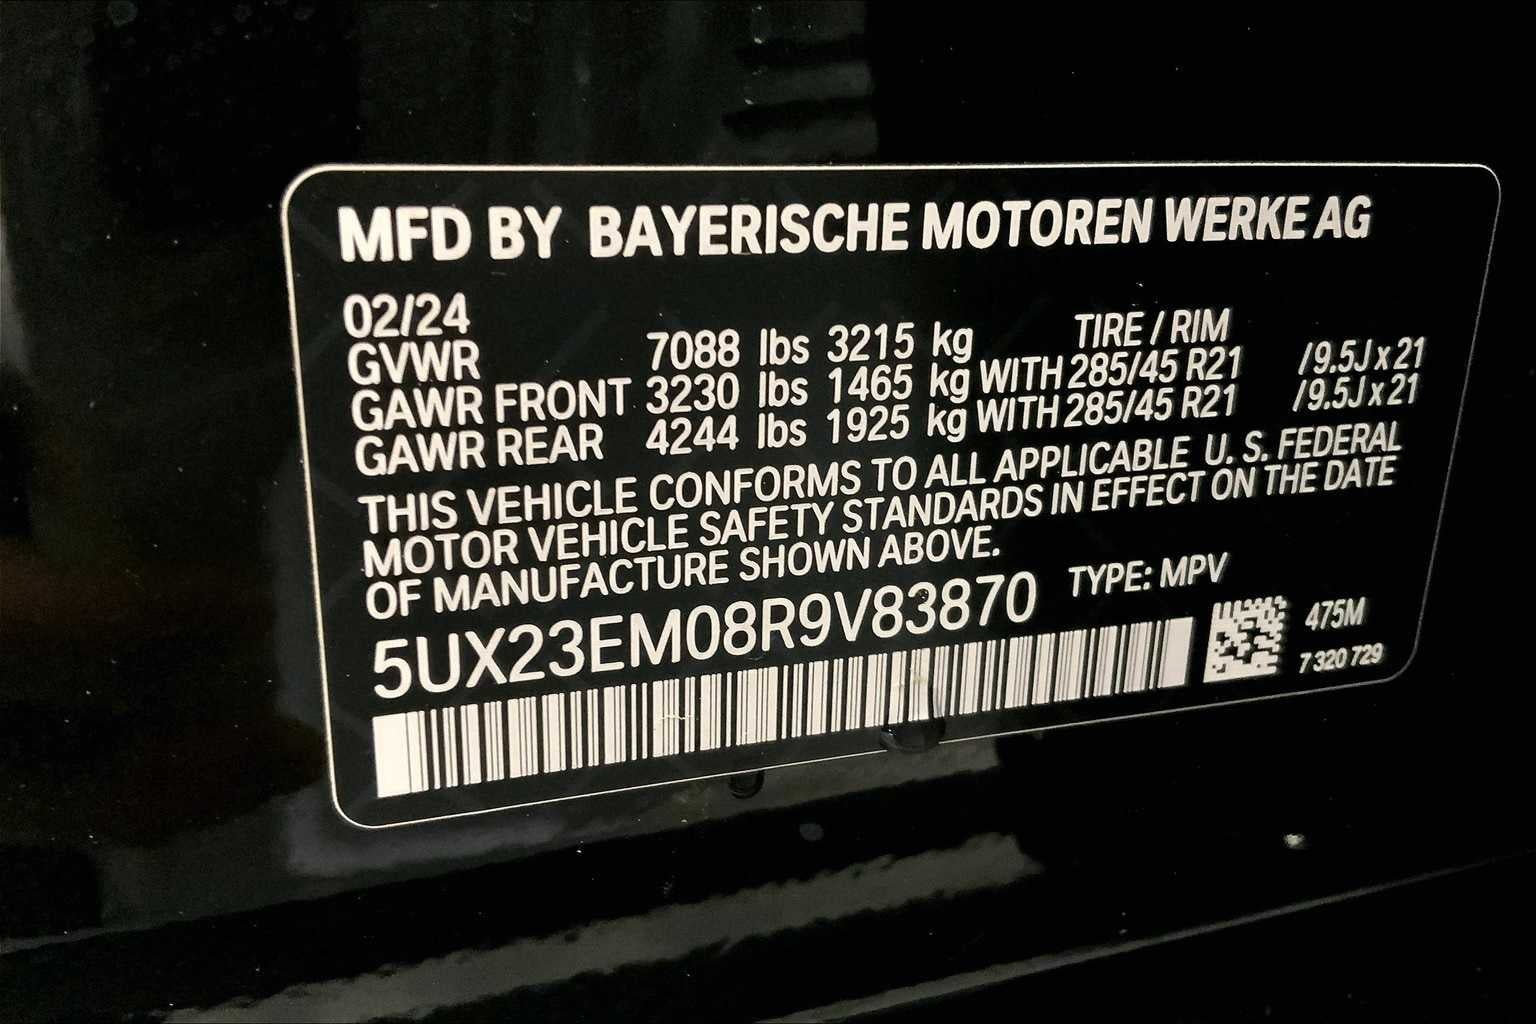 MFD BY BAYERISCHE MOTOREN WERKE AG
02/24 TIRE / RIM
GVWR 7088 lbs 3215 kg
GAWR FRONT 3230 lbs 1465 kg WITH 285/45 R21 /9.5J x 21
GAWR REAR 4244 lbs 1925 kg WITH 285/45 R21 /9.5J x 21
THIS VEHICLE CONFORMS TO ALL APPLICABLE U. S. FEDERAL
MOTOR VEHICLE SAFETY STANDARDS IN EFFECT ON THE DATE
OF MANUFACTURE SHOWN ABOVE.
5UX23EM08R9V83870 TYPE: MPV
475M
7 320 729